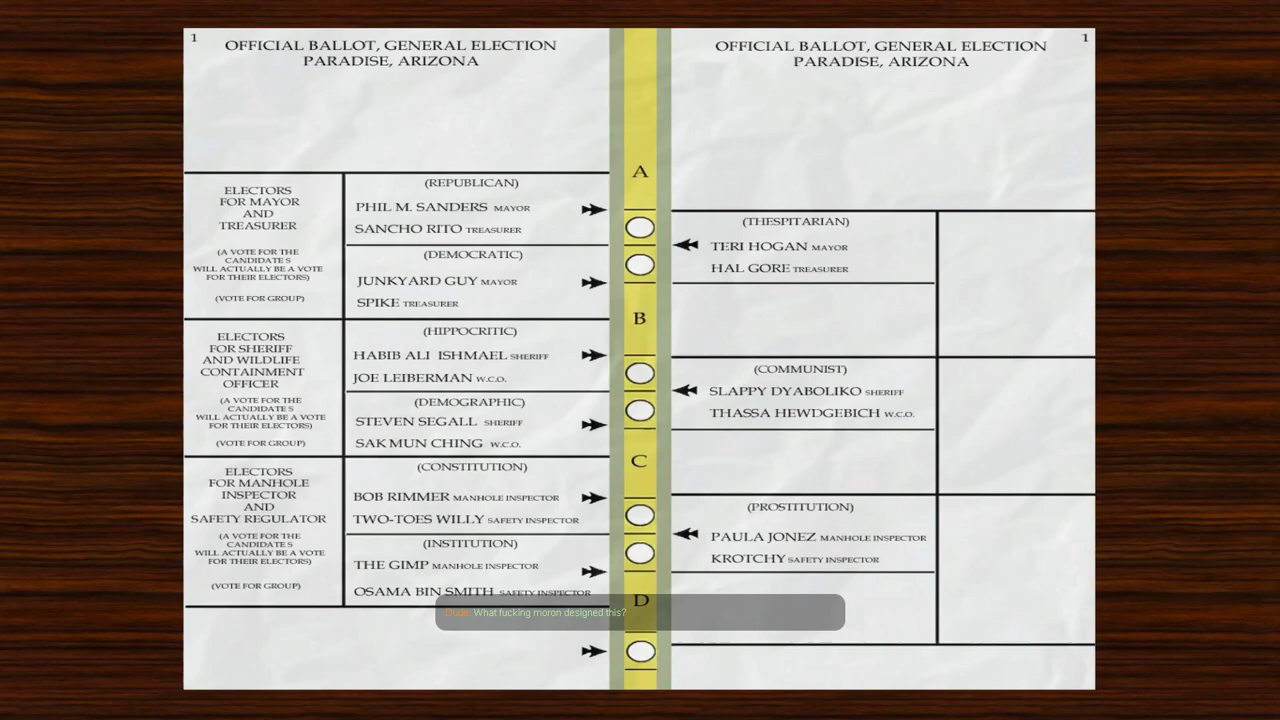 1
OFFICIAL BALLOT, GENERAL ELECTION
PARADISE, ARIZONA
ELECTORS
FOR MAYOR
AND
TREASURER
(A VOTE FOR THE
CANDIDATE S
WILL ACTUALLY BE A VOTE
FOR THEIR ELECTORS)
(VOTE FOR GROUP)
(REPUBLICAN)
PHIL M. SANDERS MAYOR
SANCHO RITO TREASURER
(DEMOCRATIC)
JUNKYARD GUY MAYOR
SPIKE TREASURER
ELECTORS
FOR SHERIFF
AND WILDLIFE
CONTAINMENT
OFFICER
(A VOTE FOR THE
CANDIDATE S
WILL ACTUALLY BE A VOTE
FOR THEIR ELECTORS)
(VOTE FOR GROUP)
(HIPPOCRITIC)
HABIB ALI ISHMAEL SHERIFF
JOE LEIBERMAN W.C.O.
(DEMOGRAPHIC)
STEVEN SEGALL SHERIFF
SAK MUN CHING W.C.O.
ELECTORS
FOR MANHOLE
INSPECTOR
AND
SAFETY REGULATOR
(A VOTE FOR THE
CANDIDATE S
WILL ACTUALLY BE A VOTE
FOR THEIR ELECTORS)
(VOTE FOR GROUP)
(CONSTITUTION)
BOB RIMMER MANHOLE INSPECTOR
TWO-TOES WILLY SAFETY INSPECTOR
(INSTITUTION)
THE GIMP MANHOLE INSPECTOR
OSAMA BIN SMITH SAFETY INSPECTOR
A
B
C
D
1
OFFICIAL BALLOT, GENERAL ELECTION
PARADISE, ARIZONA
(THESPITARIAN)
TERI HOGAN MAYOR
HAL GORE TREASURER
(COMMUNIST)
SLAPPY DYABOLIKO SHERIFF
THASSA HEWDGEBICH W.C.O.
(PROSTITUTION)
PAULA JONEZ MANHOLE INSPECTOR
KROTCHY SAFETY INSPECTOR
Dude: What fucking moron designed this?